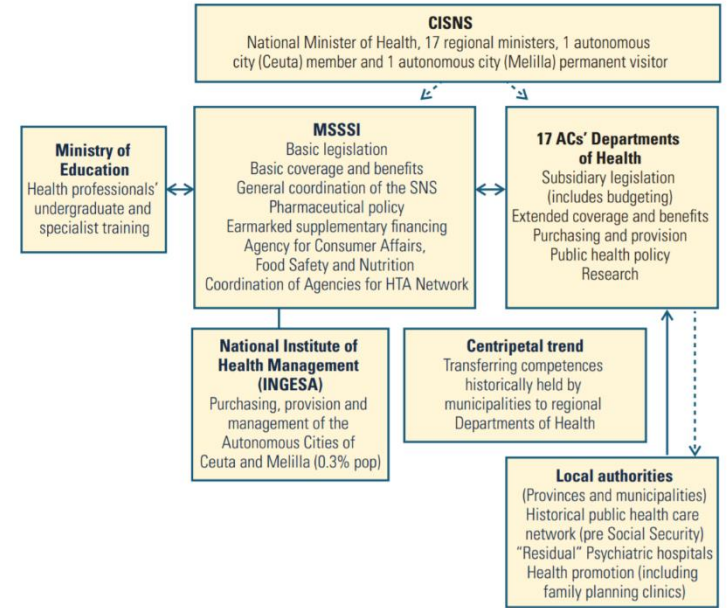 CISNS
National Minister of Health, 17 regional ministers, 1 autonomous
city (Ceuta) member and 1 autonomous city (Melilla) permanent visitor
Ministry of
Education
Health professionals'
undergraduate and
specialist training
MSSSI
Basic legislation
Basic coverage and benefits
General coordination of the SNS
Pharmaceutical policy
Earmarked supplementary financing
Agency for Consumer Affairs,
Food Safety and Nutrition
Coordination of Agencies for HTA Network
17 ACs' Departments
of Health
Subsidiary legislation
(includes budgeting)
Extended coverage and benefits
Purchasing and provision
Public health policy
Research
National Institute of
Health Management
(INGESA)
Purchasing, provision and
management of the
Autonomous Cities of
Ceuta and Melilla (0.3% pop)
Centripetal trend
Transferring competences
historically held by
municipalities to regional
Departments of Health
Local authorities
(Provinces and municipalities)
Historical public health care
network (pre Social Security)
"Residual" Psychiatric hospitals
Health promotion (including
family planning clinics)